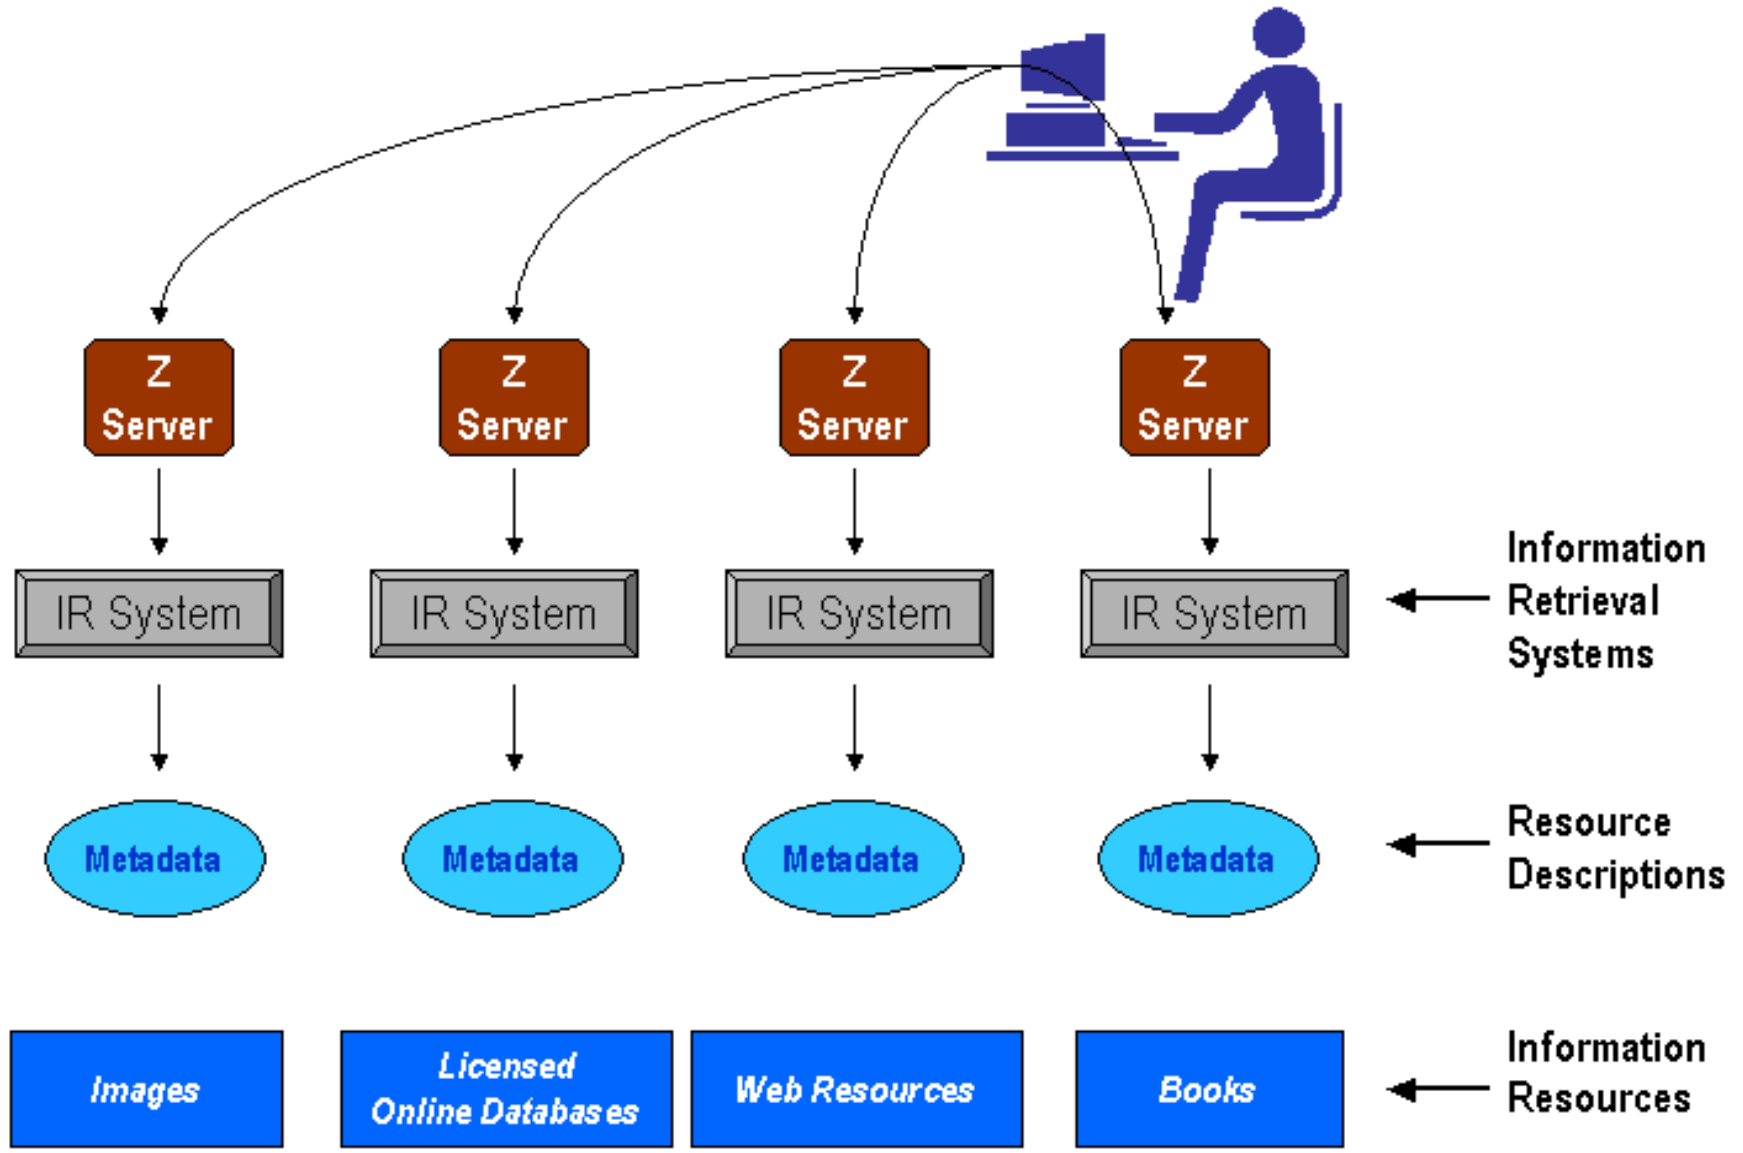 Z
Server
Z
Server
Z
Server
Z
Server
IR System
IR System
IR System
IR System
Information
Retrieval
Systems
Metadata
Metadata
Metadata
Metadata
Resource
Descriptions
Images
Licensed
Online Databases
Web Resources
Books
Information
Resources